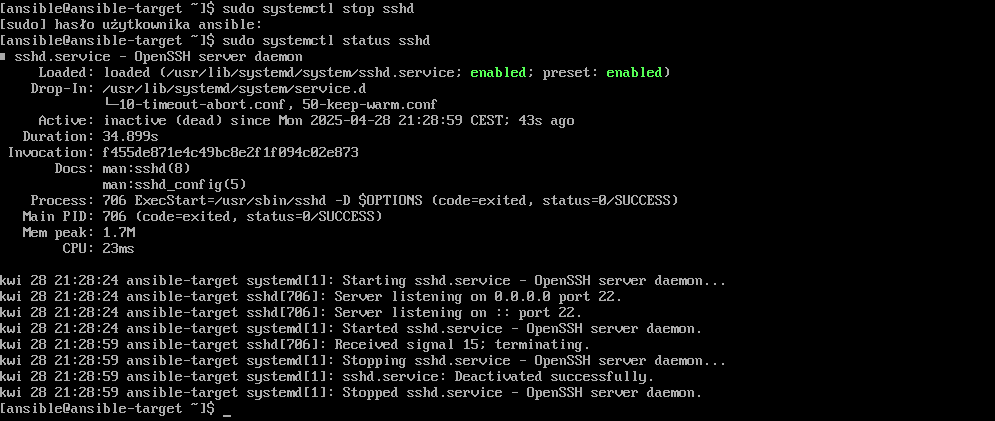 [ansible@ansible-target ~]$ sudo systemctl stop sshd
[sudo] hasło użytkownika ansible:
[ansible@ansible-target ~]$ sudo systemctl status sshd
■ sshd.service - OpenSSH server daemon
     Loaded: loaded (/usr/lib/systemd/system/sshd.service; enabled; preset: enabled)
    Drop-In: /usr/lib/systemd/system/service.d
             └─10-timeout-abort.conf, 50-keep-warm.conf
     Active: inactive (dead) since Mon 2025-04-28 21:28:59 CEST; 43s ago
   Duration: 34.899s
 Invocation: f455de871e4c49bc8e2f1f094c02e873
       Docs: man:sshd(8)
             man:sshd_config(5)
    Process: 706 ExecStart=/usr/sbin/sshd -D $OPTIONS (code=exited, status=0/SUCCESS)
   Main PID: 706 (code=exited, status=0/SUCCESS)
   Mem peak: 1.7M
        CPU: 23ms

kwi 28 21:28:24 ansible-target systemd[1]: Starting sshd.service - OpenSSH server daemon...
kwi 28 21:28:24 ansible-target sshd[706]: Server listening on 0.0.0.0 port 22.
kwi 28 21:28:24 ansible-target sshd[706]: Server listening on :: port 22.
kwi 28 21:28:24 ansible-target systemd[1]: Started sshd.service - OpenSSH server daemon.
kwi 28 21:28:59 ansible-target sshd[706]: Received signal 15; terminating.
kwi 28 21:28:59 ansible-target systemd[1]: Stopping sshd.service - OpenSSH server daemon...
kwi 28 21:28:59 ansible-target systemd[1]: sshd.service: Deactivated successfully.
kwi 28 21:28:59 ansible-target systemd[1]: Stopped sshd.service - OpenSSH server daemon.
[ansible@ansible-target ~]$ _